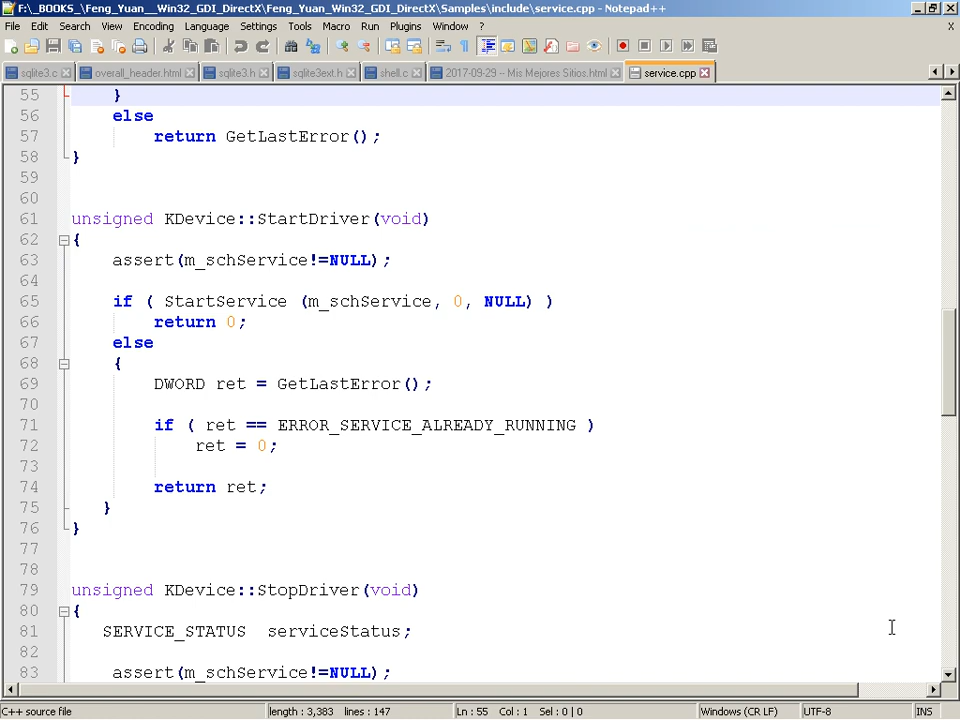 F:\_BOOKS_\Feng_Yuan__Win32_GDI_DirectX\Feng_Yuan_Win32_GDI_DirectX\Samples\include\service.cpp - Notepad++
File Edit Search View Encoding Language Settings Tools Macro Run Plugins Window ? X
sqlite3.c overall_header.html sqlite3.h sqlite3ext.h shell.c 2017-09-29 -- Mis Mejores Sitios.html service.cpp
55 }
56 else
57 return GetLastError();
58 }
59
60
61 unsigned KDevice::StartDriver(void)
62 {
63 assert(m_schService!=NULL);
64
65 if ( StartService (m_schService, 0, NULL) )
66 return 0;
67 else
68 {
69 DWORD ret = GetLastError();
70
71 if ( ret == ERROR_SERVICE_ALREADY_RUNNING )
72 ret = 0;
73
74 return ret;
75 }
76 }
77
78
79 unsigned KDevice::StopDriver(void)
80 {
81 SERVICE_STATUS serviceStatus;
82
83 assert(m_schService!=NULL);
C++ source file length : 3,383 lines : 147 Ln : 55 Col : 1 Sel : 0 | 0 Windows (CR LF) UTF-8 INS